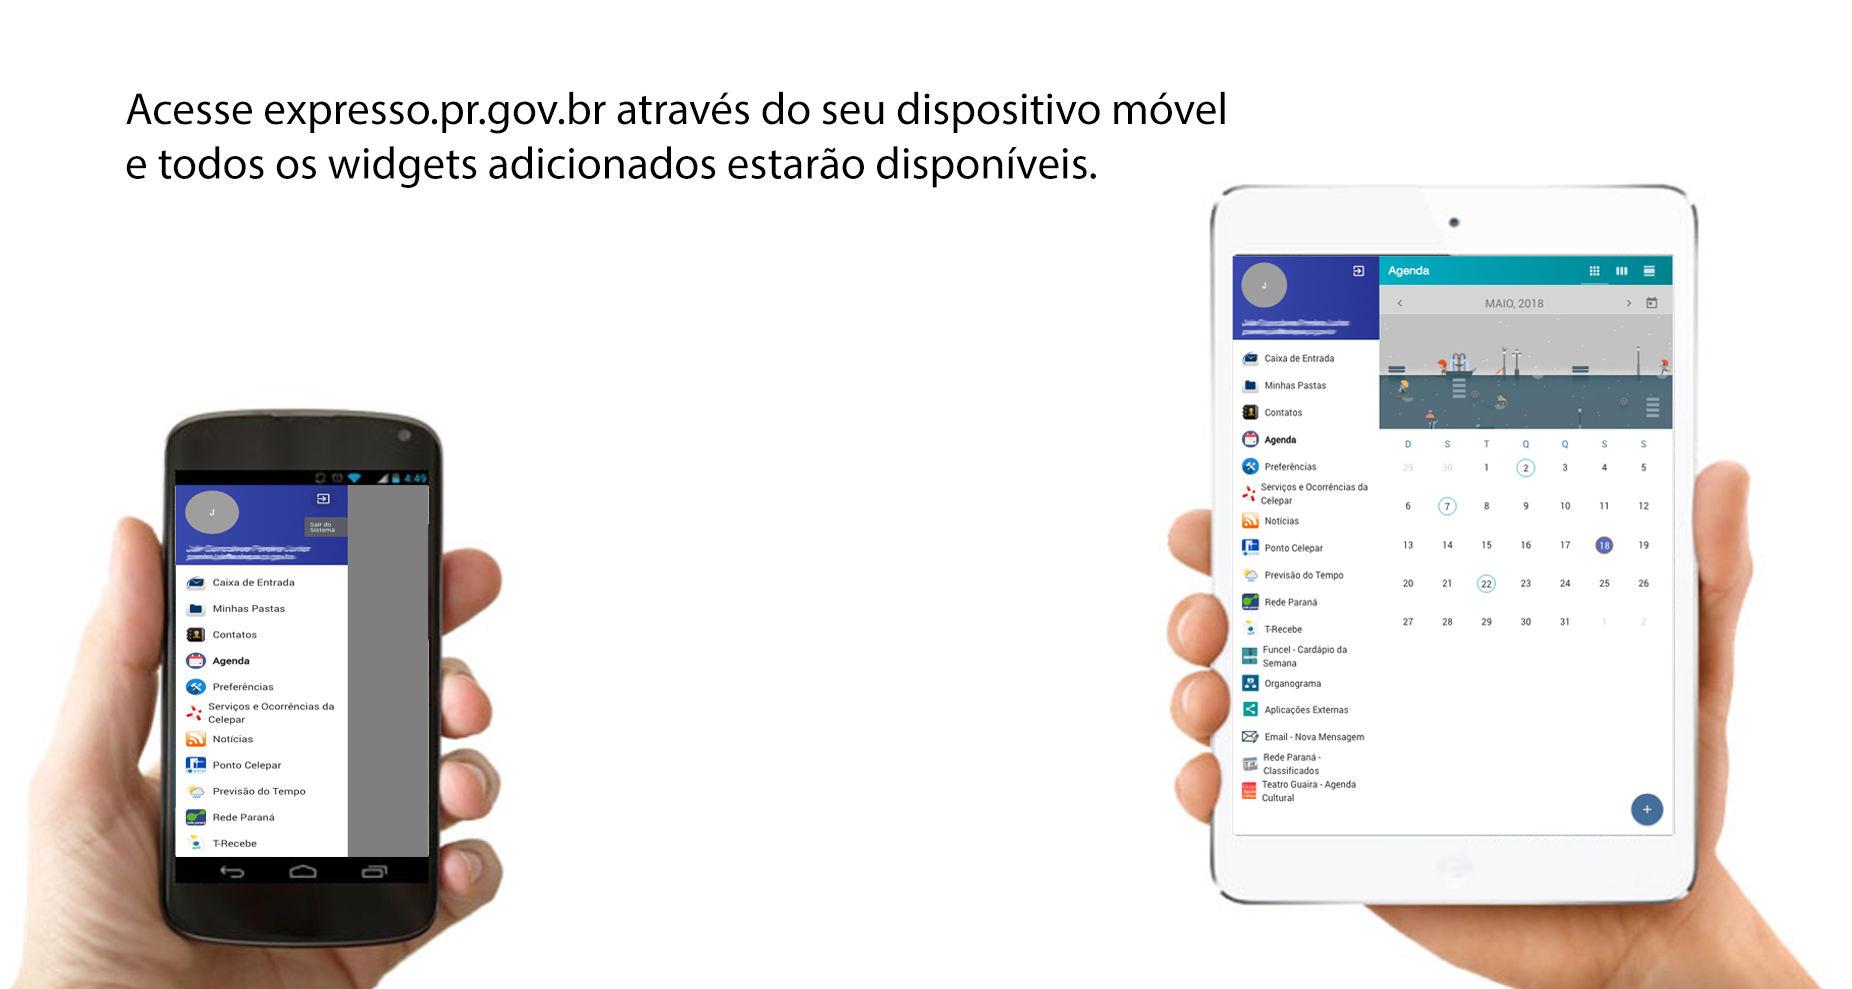 Acesse expresso.pr.gov.br através do seu dispositivo móvel
e todos os widgets adicionados estarão disponíveis.
4:49
J
Sair do
Sistema
Caixa de Entrada
Minhas Pastas
Contatos
Agenda
Preferências
Serviços e Ocorrências da
Celepar
Notícias
Ponto Celepar
Previsão do Tempo
Rede Paraná
T-Recebe
J
Caixa de Entrada
Minhas Pastas
Contatos
Agenda
Preferências
Serviços e Ocorrências da
Celepar
Notícias
Ponto Celepar
Previsão do Tempo
Rede Paraná
T-Recebe
Funcel - Cardápio da
Semana
Organograma
Aplicações Externas
Email - Nova Mensagem
Rede Paraná -
Classificados
Teatro Guaira - Agenda
Cultural
Agenda
MAIO, 2018
D S T Q Q S S
29 30 1 2 3 4 5
6 7 8 9 10 11 12
13 14 15 16 17 18 19
20 21 22 23 24 25 26
27 28 29 30 31 1 2